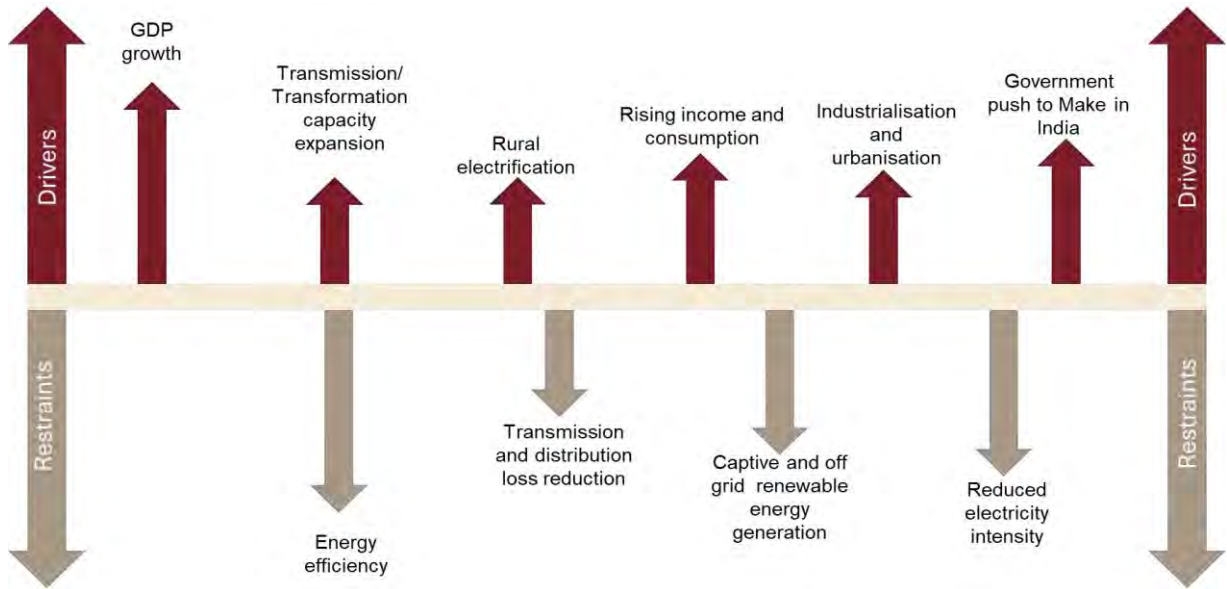 Drivers
GDP
growth
Transmission/
Transformation
capacity
expansion
Rural
electrification
Rising income and
consumption
Industrialisation
and
urbanisation
Government
push to Make in
India
Drivers
Restraints
Energy
efficiency
Transmission
and distribution
loss reduction
Captive and off
grid renewable
energy
generation
Reduced
electricity
intensity
Restraints